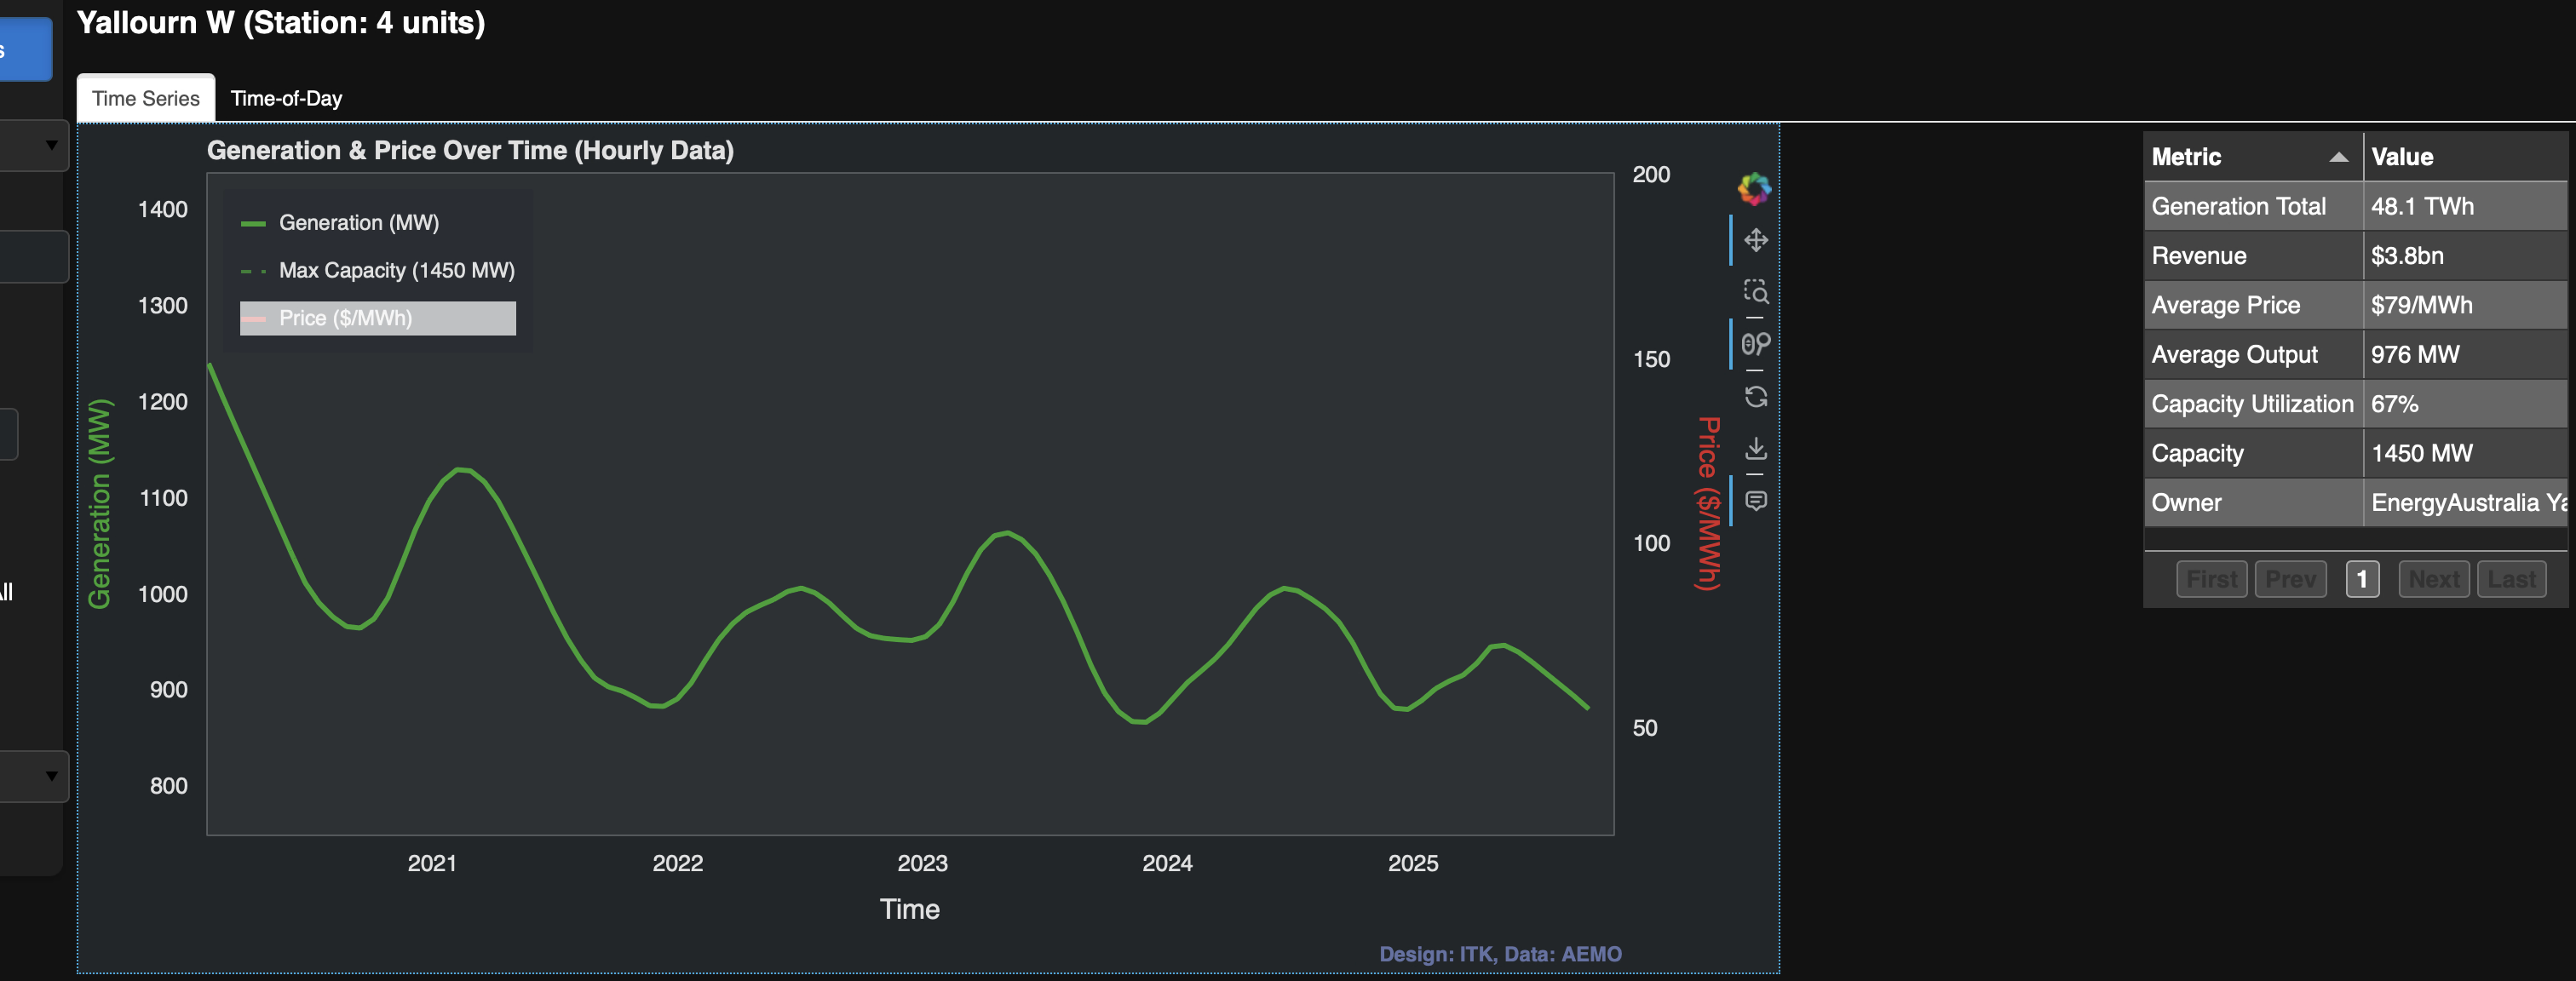 Yallourn W (Station: 4 units)
s
Time Series
Time-of-Day
Generation & Price Over Time (Hourly Data)
Generation (MW)
Max Capacity (1450 MW)
Price ($/MWh)
Generation (MW)
1400
1300
1200
1100
1000
900
800
200
150
100
50
Price ($/MWh)
2021
2022
2023
2024
2025
Time
Design: ITK, Data: AEMO
Metric Value
Generation Total 48.1 TWh
Revenue $3.8bn
Average Price $79/MWh
Average Output 976 MW
Capacity Utilization 67%
Capacity 1450 MW
Owner EnergyAustralia Ya
First Prev 1 Next Last